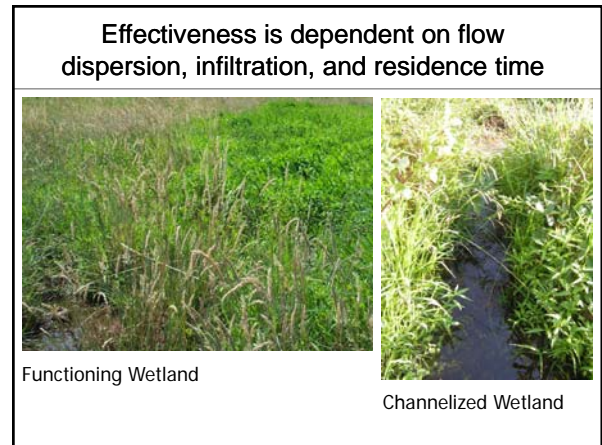 Effectiveness is dependent on flow
dispersion, infiltration, and residence time
Functioning Wetland
Channelized Wetland